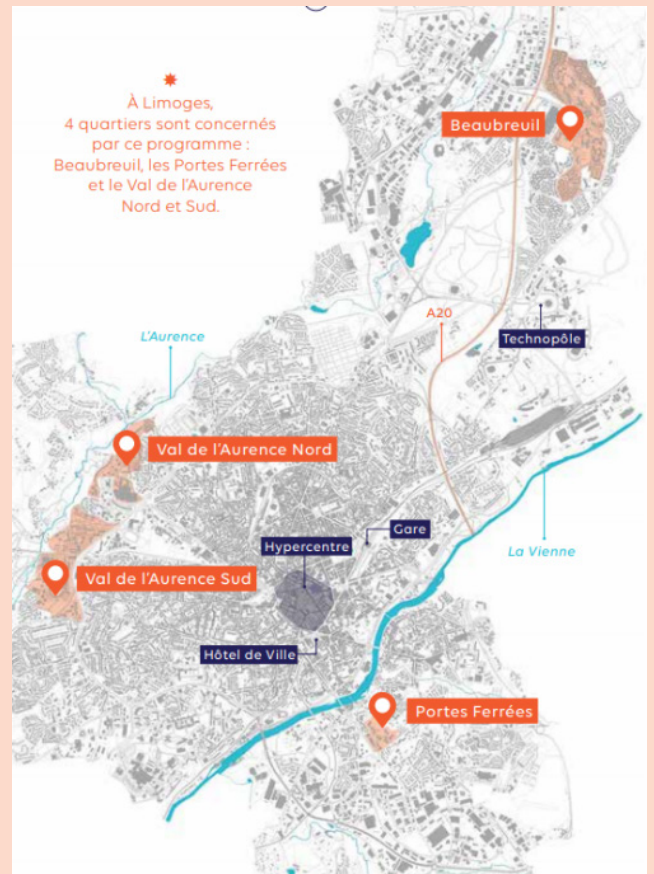 À Limoges,
4 quartiers sont concernés
par ce programme :
Beaubreuil, les Portes Ferrées
et le Val de l'Aurence
Nord et Sud.
Beaubreuil
A20
Technopôle
L'Aurence
Val de l'Aurence Nord
Gare
Hypercentre
La Vienne
Val de l'Aurence Sud
Hôtel de Ville
Portes Ferrées